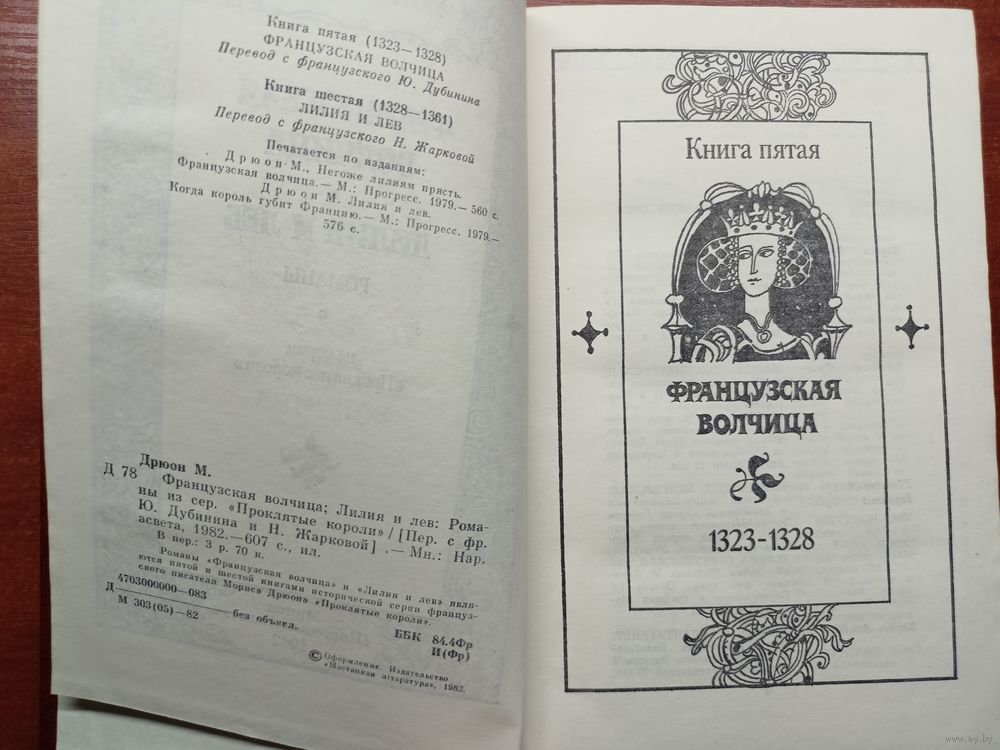 Книга пятая (1323—1328)
ФРАНЦУЗСКАЯ ВОЛЧИЦА
Перевод с французского Ю. Дубинина
Книга шестая (1328—1361)
ЛИЛИЯ И ЛЕВ
Перевод с французского Н. Жарковой
Печатается по изданиям:
Дрюон М., Негоже лилиям прясть.
Французская волчица.— М.: Прогресс. 1979.— 560 с.
Дрюон М. Лилия и лев.
Когда король губит Францию.— М.: Прогресс. 1979.—
576 с.
Дрюон М.
Д 78 Французская волчица; Лилия и лев: Рома-
ны из сер. «Проклятые короли» / [Пер. с фр.
Ю. Дубинина и Н. Жарковой] .— Мн.: Нар.
асвета, 1982.—607 с., ил.
В пер.: 3 р. 70 к.
Романы «Французская волчица» и «Лилия и лев» явля-
ются пятой и шестой книгами исторической серии француз-
ского писателя Мориса Дрюона «Проклятые короли».
Д 4703000000—083
М 303(05)—82 без объявл.
ББК 84.4Фр
И(Фр)
© Оформление. Издательство
«Мастацкая літаратура», 1982.
Книга пятая
ФРАНЦУЗСКАЯ
ВОЛЧИЦА
1323-1328
www.ay.by